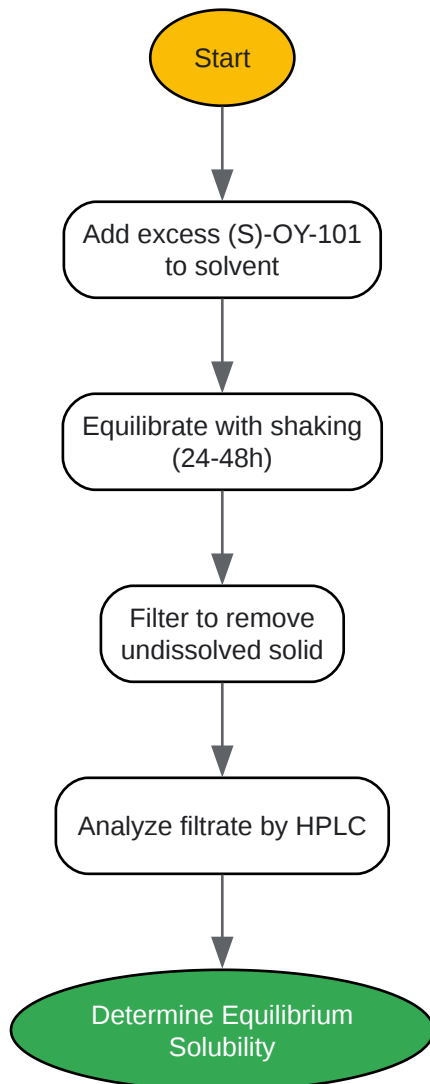 Start
Add excess (S)-OY-101
to solvent
Equilibrate with shaking
(24-48h)
Filter to remove
undissolved solid
Analyze filtrate by HPLC
Determine Equilibrium
Solubility